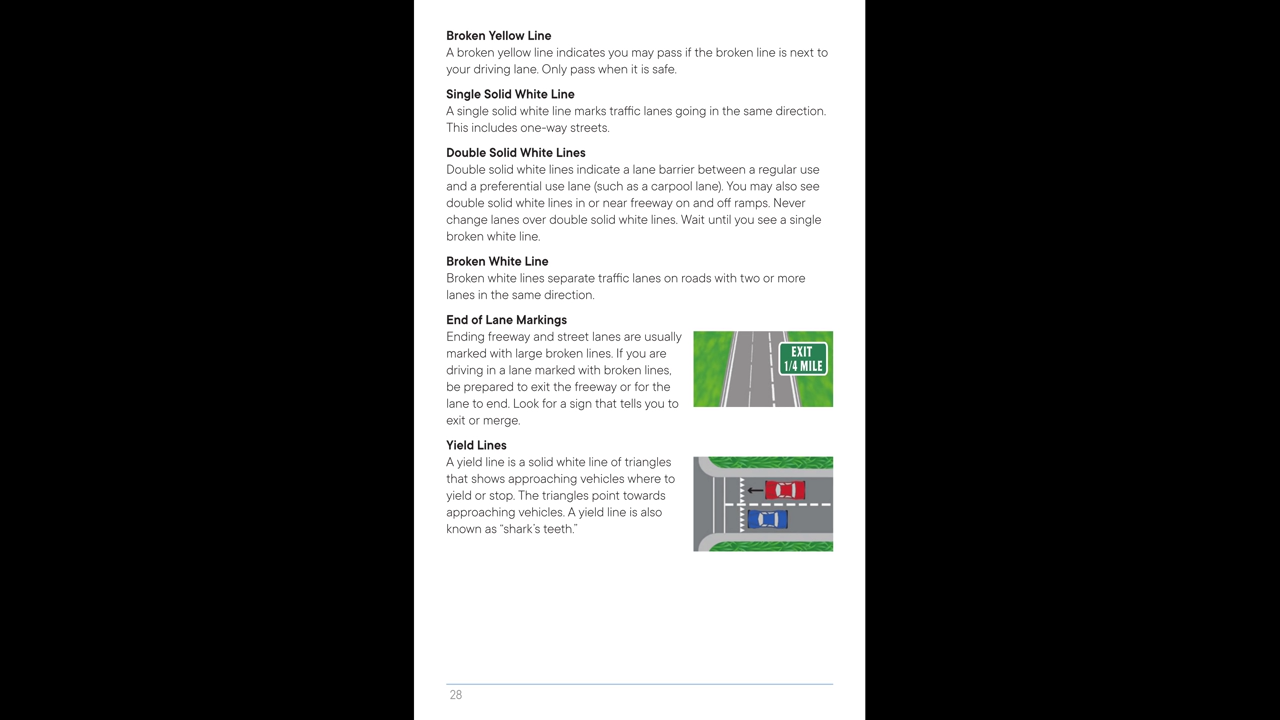 Broken Yellow Line
A broken yellow line indicates you may pass if the broken line is next to
your driving lane. Only pass when it is safe.
Single Solid White Line
A single solid white line marks traffic lanes going in the same direction.
This includes one-way streets.
Double Solid White Lines
Double solid white lines indicate a lane barrier between a regular use
and a preferential use lane (such as a carpool lane). You may also see
double solid white lines in or near freeway on and off ramps. Never
change lanes over double solid white lines. Wait until you see a single
broken white line.
Broken White Line
Broken white lines separate traffic lanes on roads with two or more
lanes in the same direction.
End of Lane Markings
Ending freeway and street lanes are usually
marked with large broken lines. If you are
driving in a lane marked with broken lines,
be prepared to exit the freeway or for the
lane to end. Look for a sign that tells you to
exit or merge.
EXIT
1/4 MILE
Yield Lines
A yield line is a solid white line of triangles
that shows approaching vehicles where to
yield or stop. The triangles point towards
approaching vehicles. A yield line is also
known as “shark’s teeth.”
28